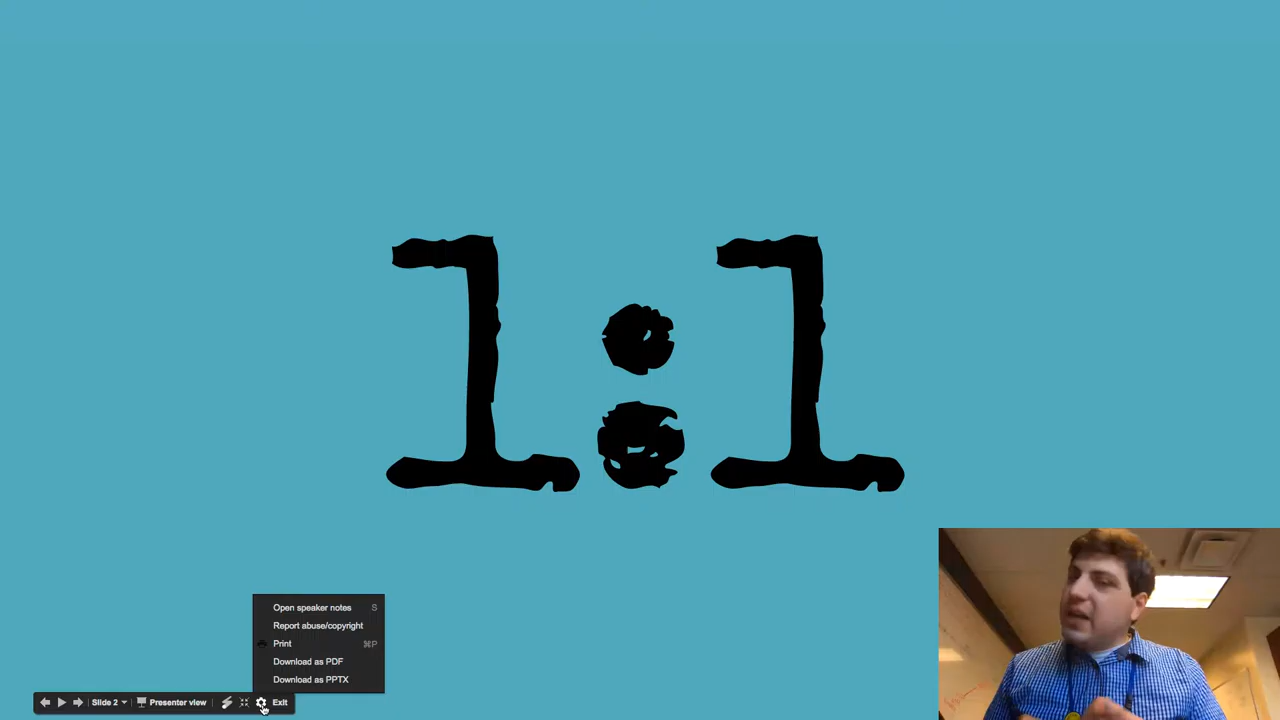 1:1
Open speaker notes S
Report abuse/copyright
Print ⌘P
Download as PDF
Download as PPTX
Slide 2 Presenter view Exit